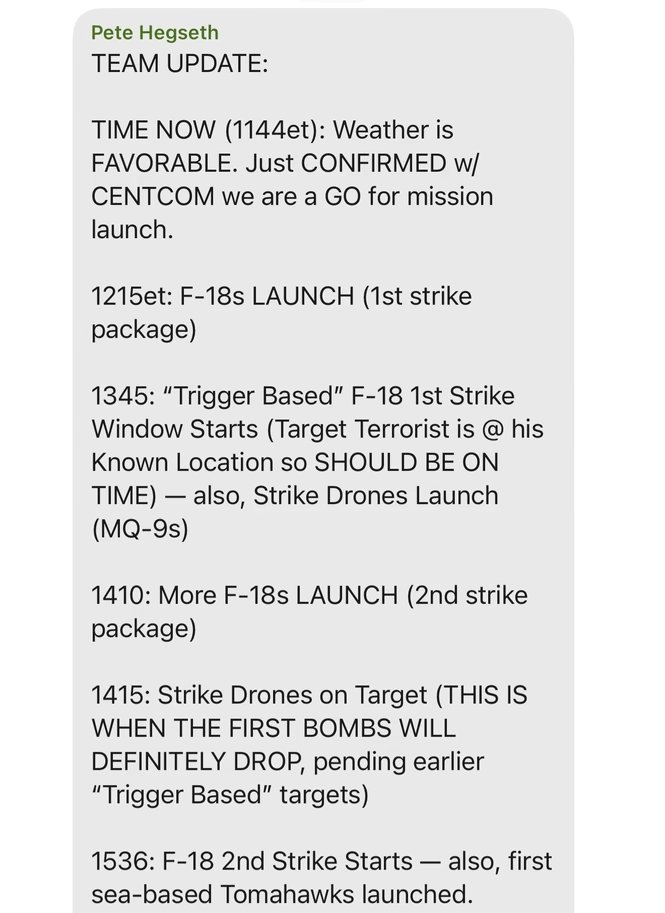 Pete Hegseth
TEAM UPDATE:
TIME NOW (1144et): Weather is
FAVORABLE. Just CONFIRMED w/
CENTCOM we are a GO for mission
launch.
1215et: F-18s LAUNCH (1st strike
package)
1345: “Trigger Based” F-18 1st Strike
Window Starts (Target Terrorist is @ his
Known Location so SHOULD BE ON
TIME) — also, Strike Drones Launch
(MQ-9s)
1410: More F-18s LAUNCH (2nd strike
package)
1415: Strike Drones on Target (THIS IS
WHEN THE FIRST BOMBS WILL
DEFINITELY DROP, pending earlier
“Trigger Based” targets)
1536: F-18 2nd Strike Starts — also, first
sea-based Tomahawks launched.